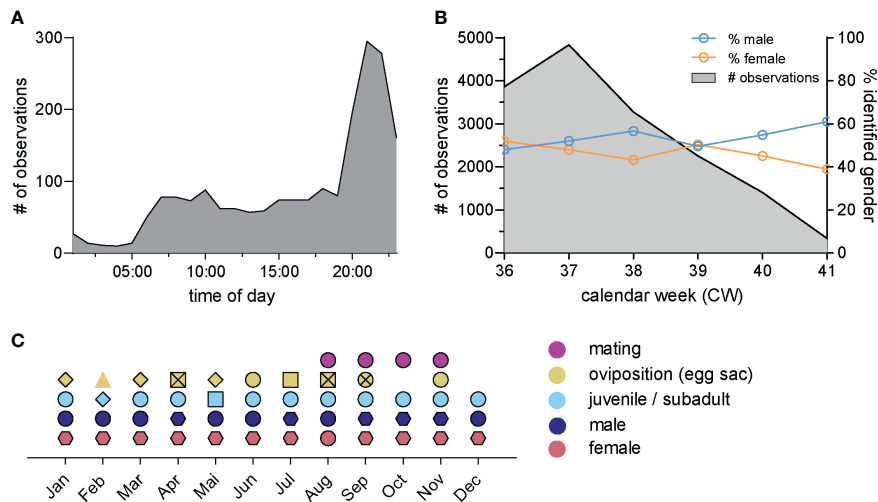 A
300
200
100
0
# of observations
05:00 10:00 15:00 20:00
time of day
B
5000
4000
3000
2000
1000
0
# of observations
% male
% female
# observations
100
80
60
40
20
0
% identified gender
36 37 38 39 40 41
calendar week (CW)
C
mating
oviposition (egg sac)
juvenile / subadult
male
female
Jan Feb Mar Apr Mai Jun Jul Aug Sep Oct Nov Dec